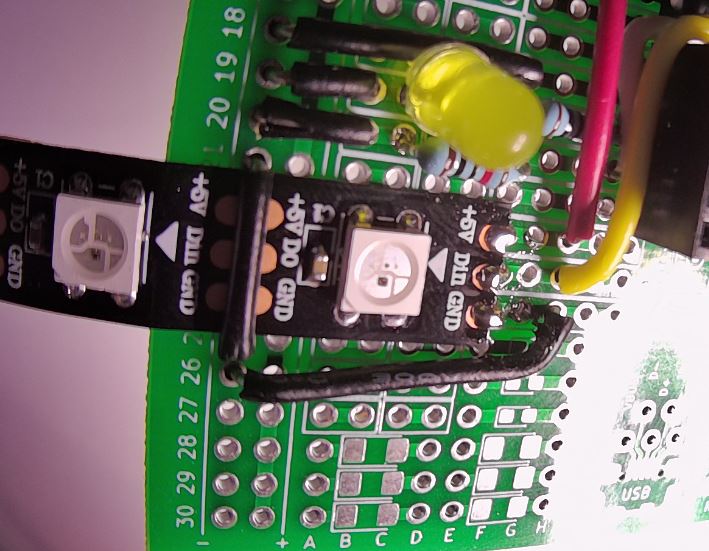 18
19
20
+5V DO GND
C1
+5V DIN GND
+5V DO GND
+5V DIN GND
26
27
28
29
30
USB
- + A B C D E F G H